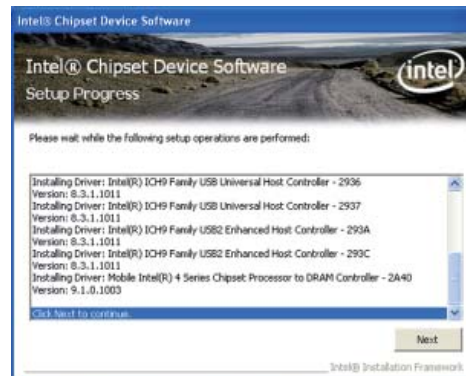 Intel® Chipset Device Software
Intel® Chipset Device Software
intel
Setup Progress
Please wait while the following setup operations are performed:
Installing Driver: Intel(R) ICH9 Family USB Universal Host Controller - 2936
Version: 8.3.1.1011
Installing Driver: Intel(R) ICH9 Family USB Universal Host Controller - 2937
Version: 8.3.1.1011
Installing Driver: Intel(R) ICH9 Family USB2 Enhanced Host Controller - 293A
Version: 8.3.1.1011
Installing Driver: Intel(R) ICH9 Family USB2 Enhanced Host Controller - 293C
Version: 8.3.1.1011
Installing Driver: Mobile Intel(R) 4 Series Chipset Processor to DRAM Controller - 2A40
Version: 9.1.0.1003
Click Next to continue.
Next
Intel® Installation Framework